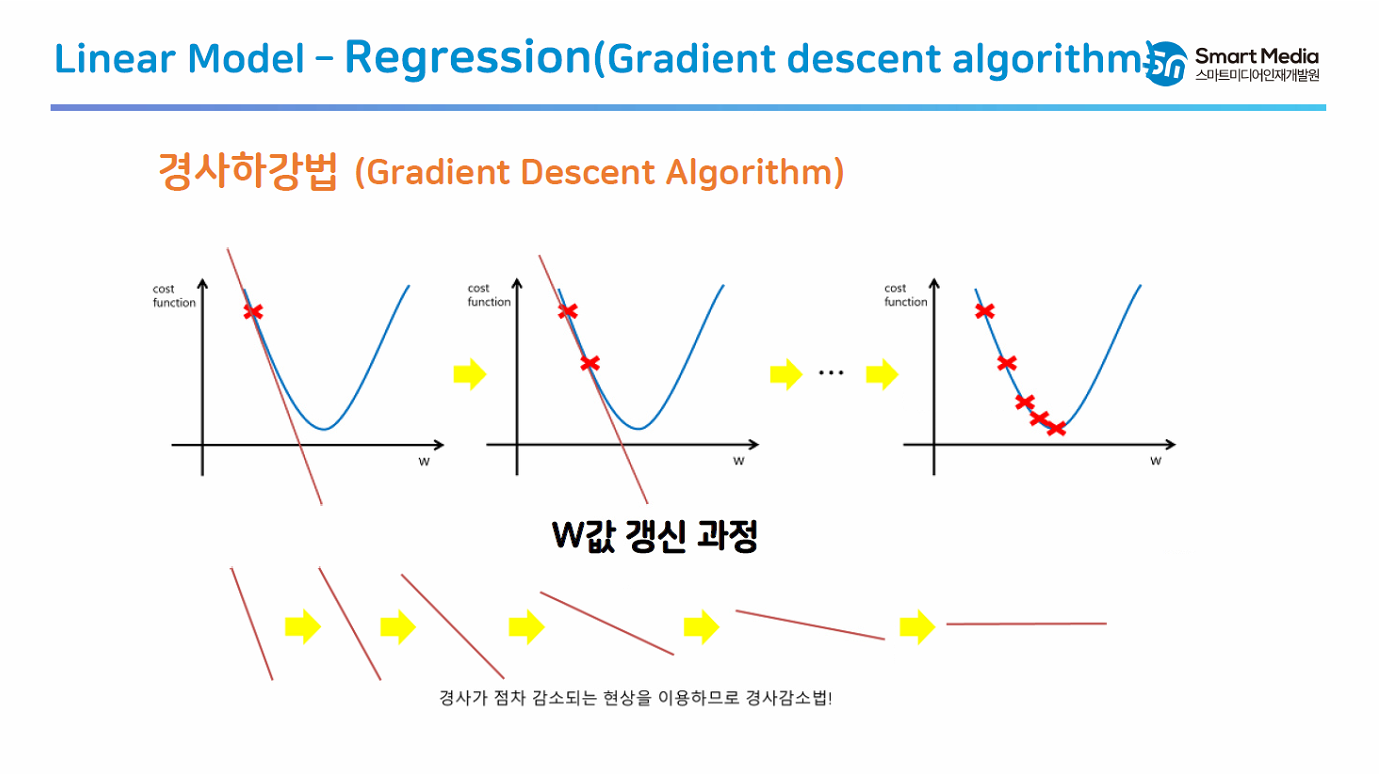 Linear Model – Regression(Gradient descent algorithm)
Smart Media
스마트미디어인재개발원
경사하강법 (Gradient Descent Algorithm)
cost
function
w
cost
function
w
...
cost
function
w
W값 갱신 과정
경사가 점차 감소되는 현상을 이용하므로 경사감소법!